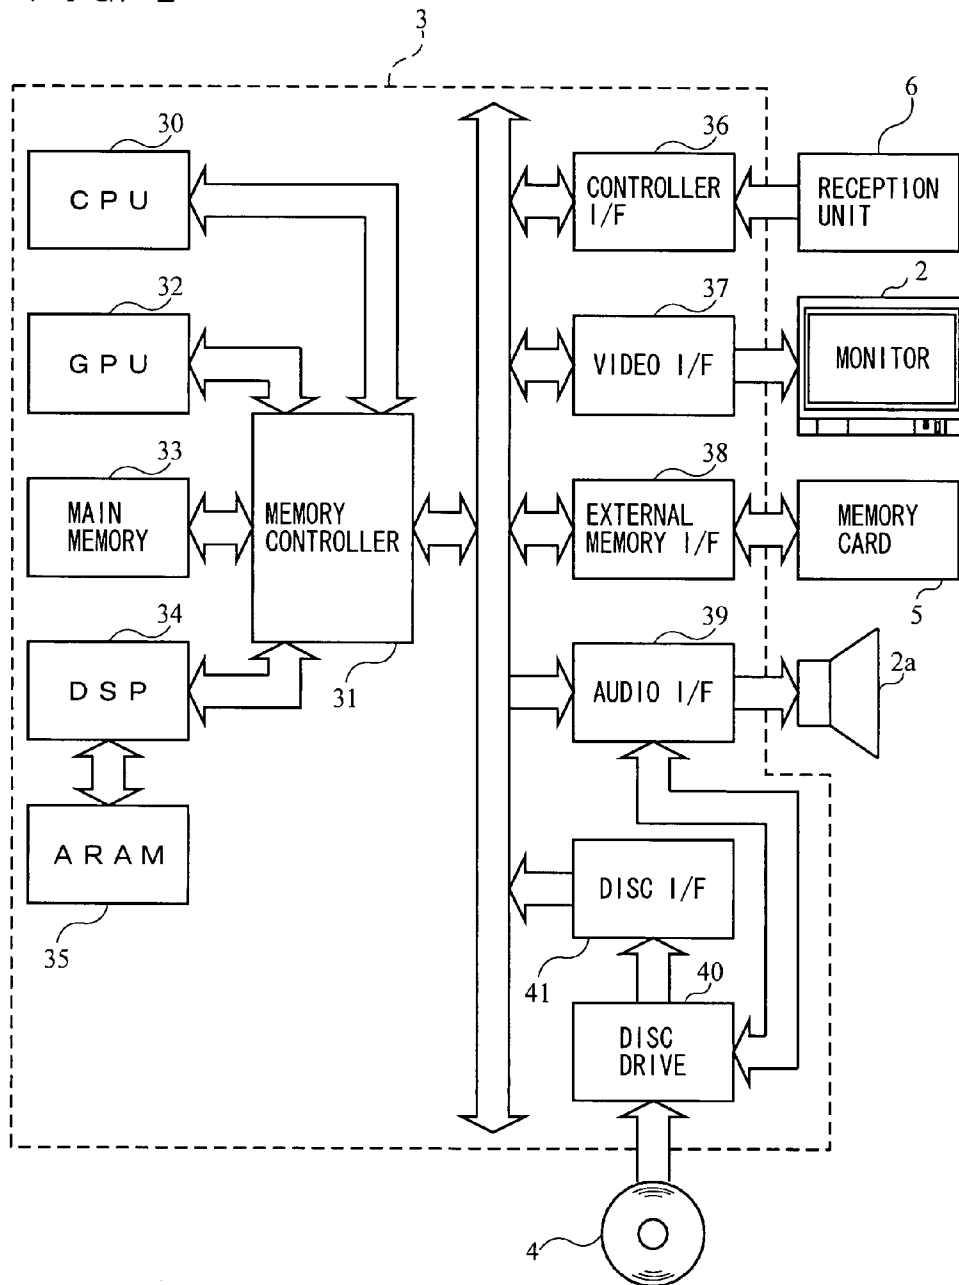 3
30
CPU
36
CONTROLLER
I/F
6
RECEPTION
UNIT
32
GPU
37
VIDEO I/F
2
MONITOR
33
MAIN
MEMORY
MEMORY
CONTROLLER
31
38
EXTERNAL
MEMORY I/F
MEMORY
CARD
5
34
DSP
39
AUDIO I/F
2a
ARAM
35
DISC I/F
41
40
DISC
DRIVE
4